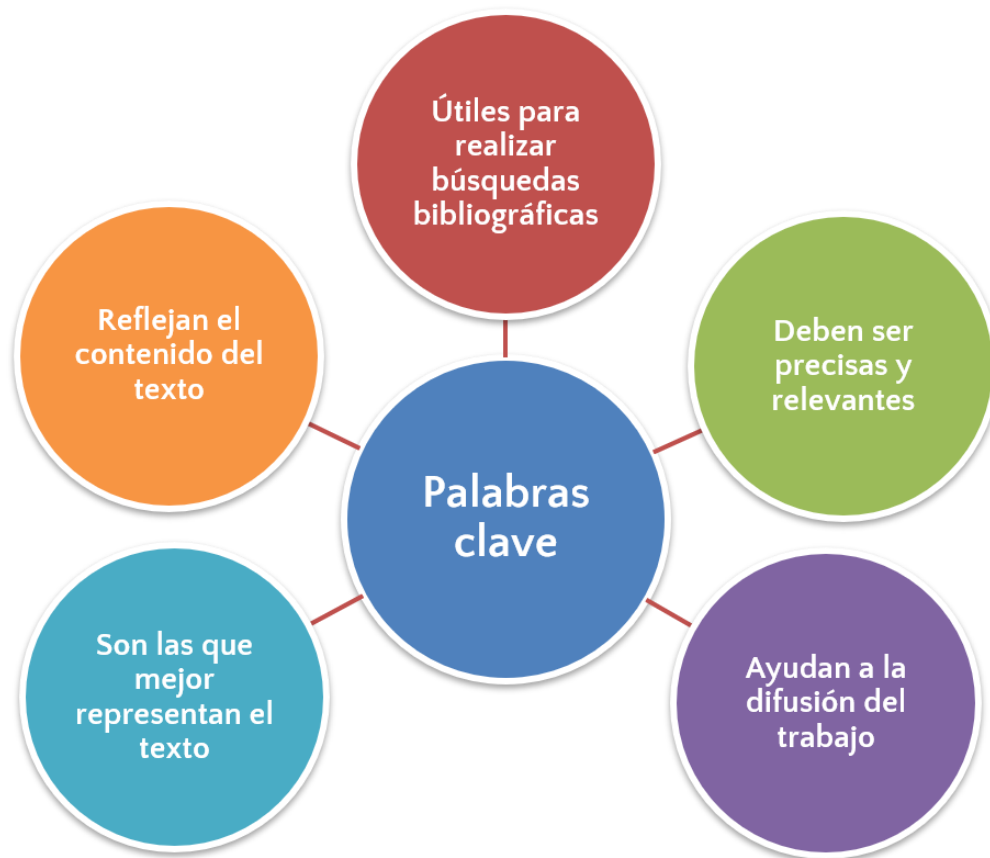 Útiles para
realizar
búsquedas
bibliográficas
Reflejan el
contenido del
texto
Deben ser
precisas y
relevantes
Palabras
clave
Son las que
mejor
representan el
texto
Ayudan a la
difusión del
trabajo